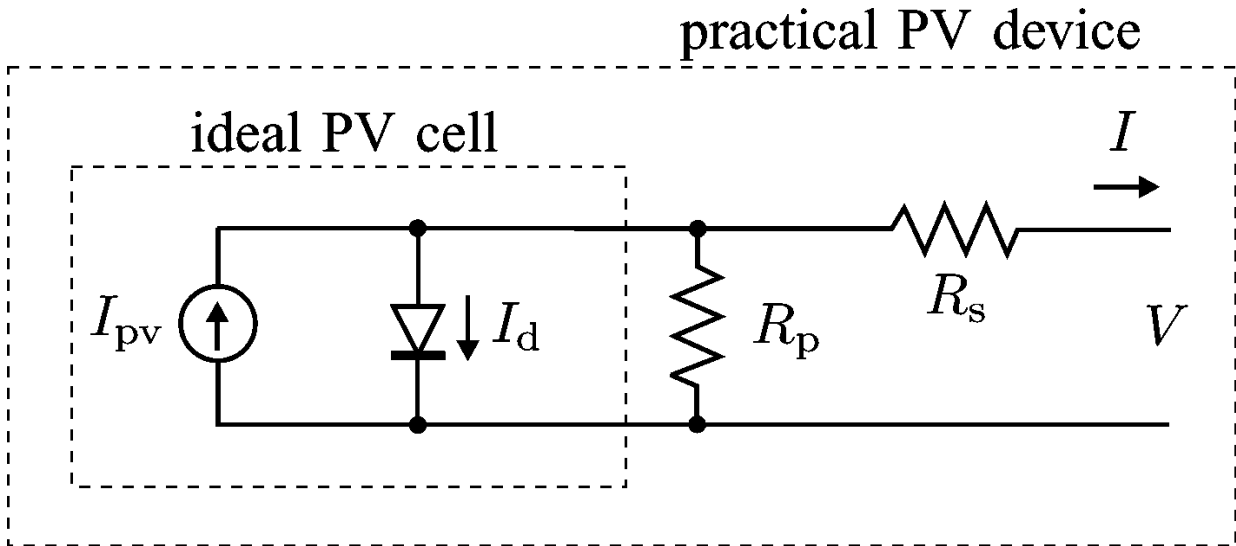 practical PV device
ideal PV cell
I
I_pv
I_d
R_p
R_s
V